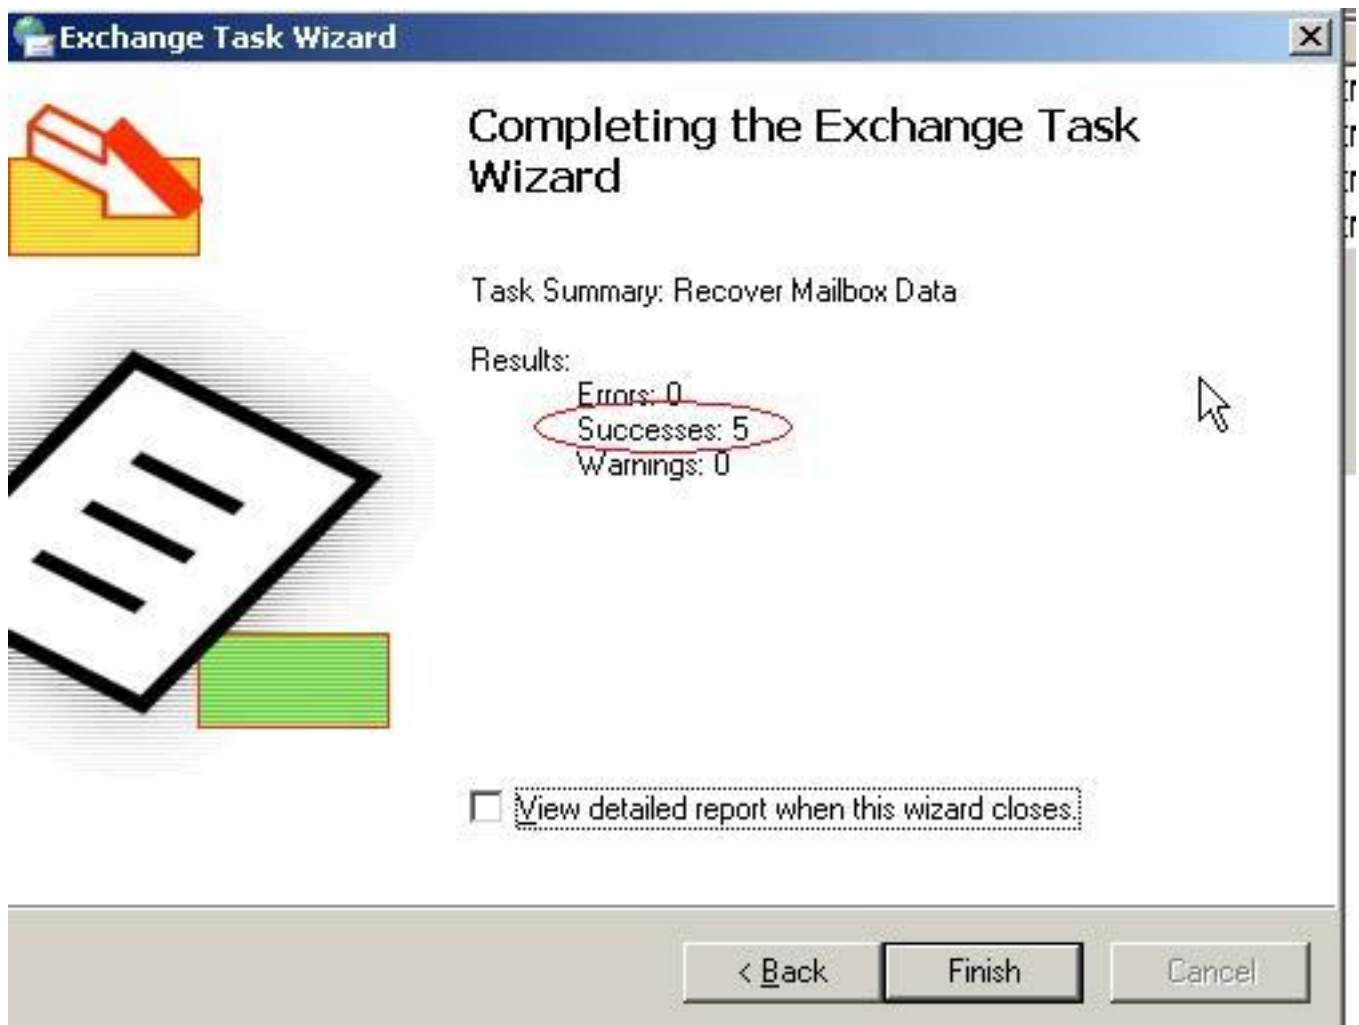 Exchange Task Wizard
Completing the Exchange Task
Wizard
Task Summary: Recover Mailbox Data
Results:
Errors: 0
Successes: 5
Warnings: 0
View detailed report when this wizard closes.
< Back
Finish
Cancel